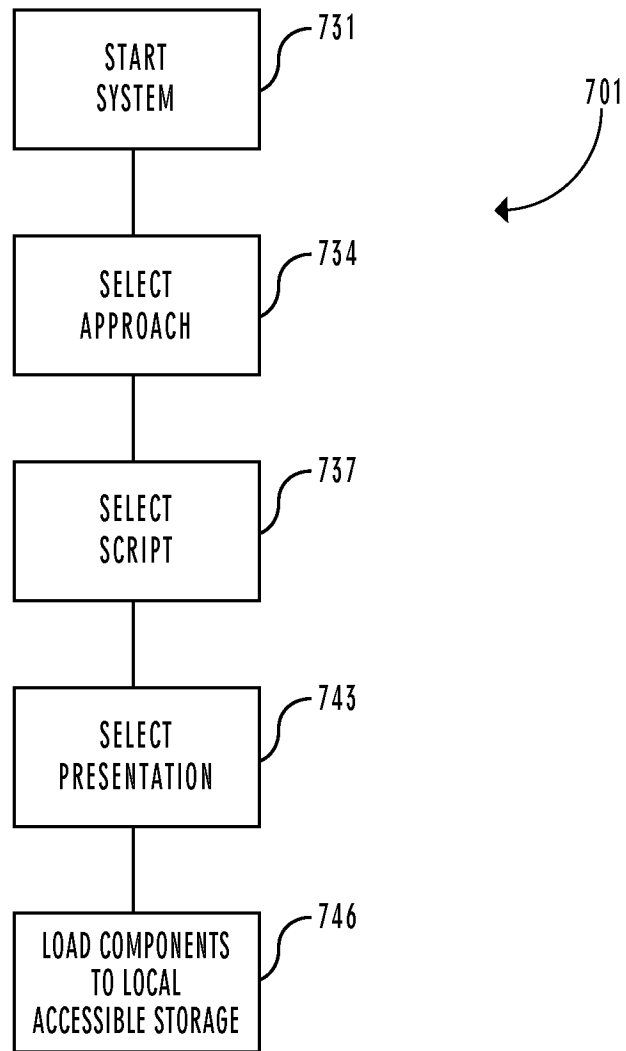 731
START
SYSTEM
701
734
SELECT
APPROACH
737
SELECT
SCRIPT
743
SELECT
PRESENTATION
746
LOAD COMPONENTS
TO LOCAL
ACCESSIBLE STORAGE